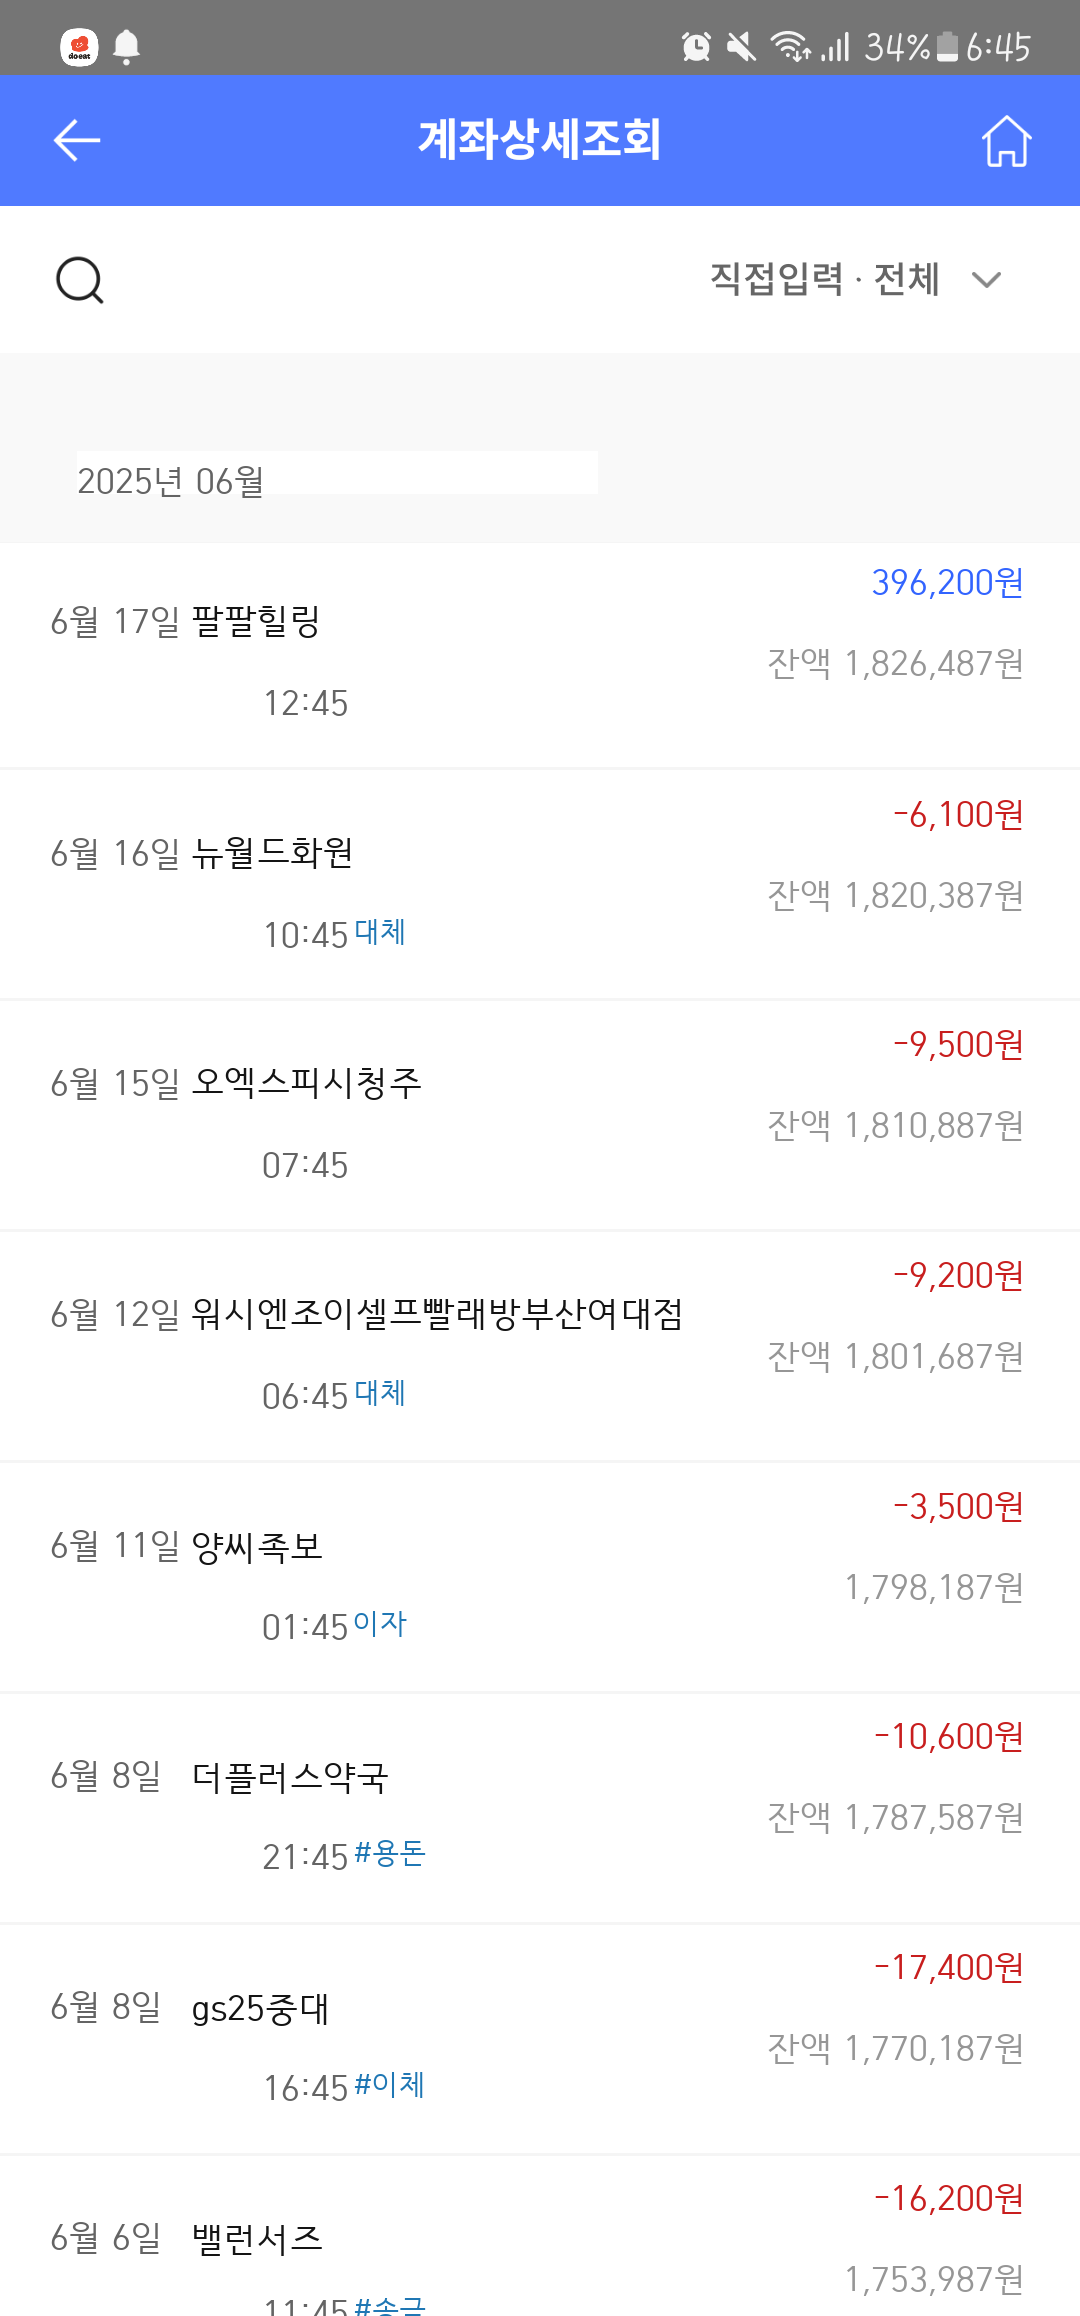 doeat
34% 6:45
계좌상세조회
직접입력 · 전체
2025년 06월
396,200원
6월 17일 팔팔힐링
잔액 1,826,487원
12:45
-6,100원
6월 16일 뉴월드화원
잔액 1,820,387원
10:45 대체
-9,500원
6월 15일 오엑스피시청주
잔액 1,810,887원
07:45
-9,200원
6월 12일 워시엔조이셀프빨래방부산여대점
잔액 1,801,687원
06:45 대체
-3,500원
6월 11일 양씨족보
1,798,187원
01:45 이자
-10,600원
6월 8일 더플러스약국
잔액 1,787,587원
21:45 #용돈
-17,400원
6월 8일 gs25중대
잔액 1,770,187원
16:45 #이체
-16,200원
6월 6일 밸런서즈
1,753,987원
11:45 #송금